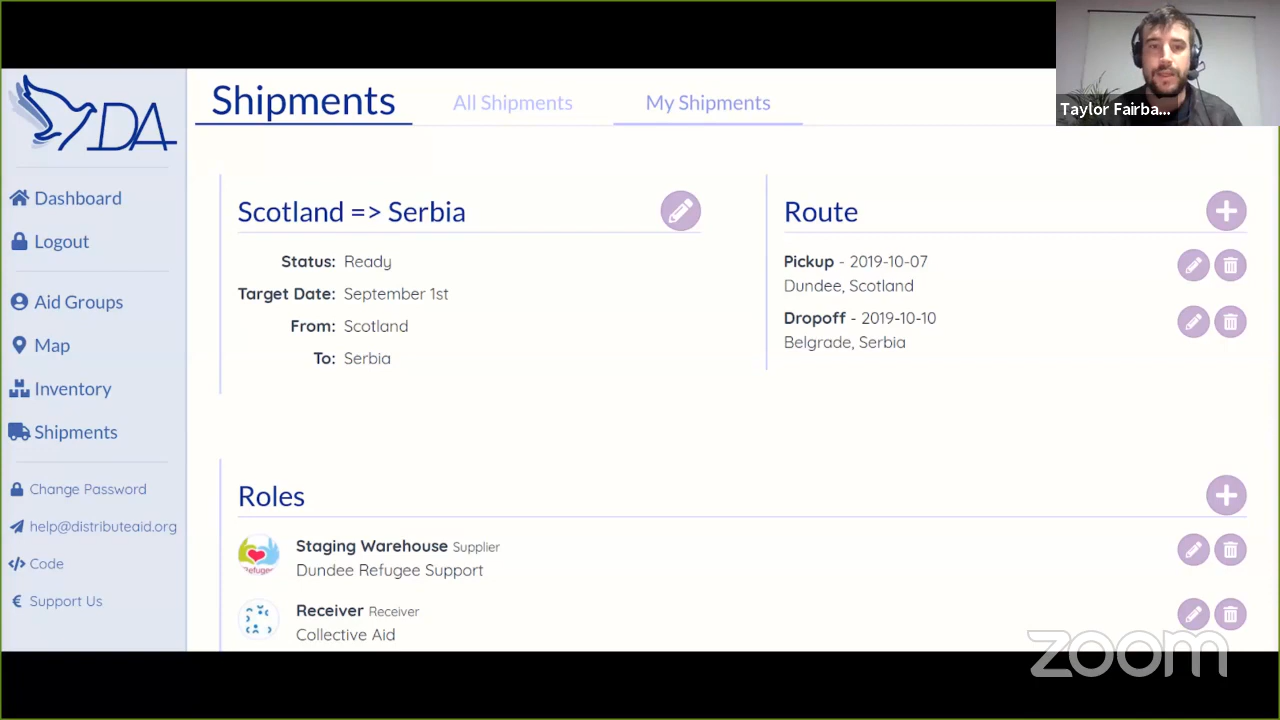 Shipments
All Shipments
My Shipments
Taylor Fairba...
DA
Dashboard
Logout
Aid Groups
Map
Inventory
Shipments
Change Password
help@distributeaid.org
Code
Support Us
Scotland => Serbia
Status: Ready
Target Date: September 1st
From: Scotland
To: Serbia
Route
Pickup - 2019-10-07
Dundee, Scotland
Dropoff - 2019-10-10
Belgrade, Serbia
Roles
Refugee
Staging Warehouse Supplier
Dundee Refugee Support
Receiver Receiver
Collective Aid
zoom